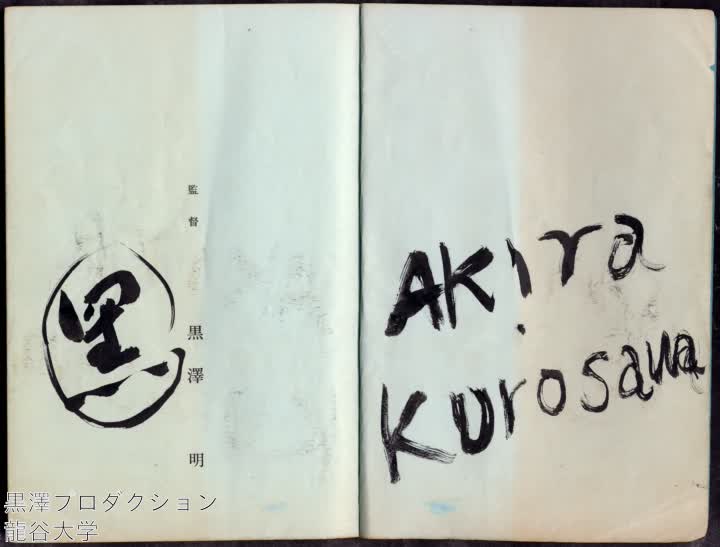 監督 黒澤 明
黒
Akira
Kurosawa
黒澤プロダクション
龍谷大学